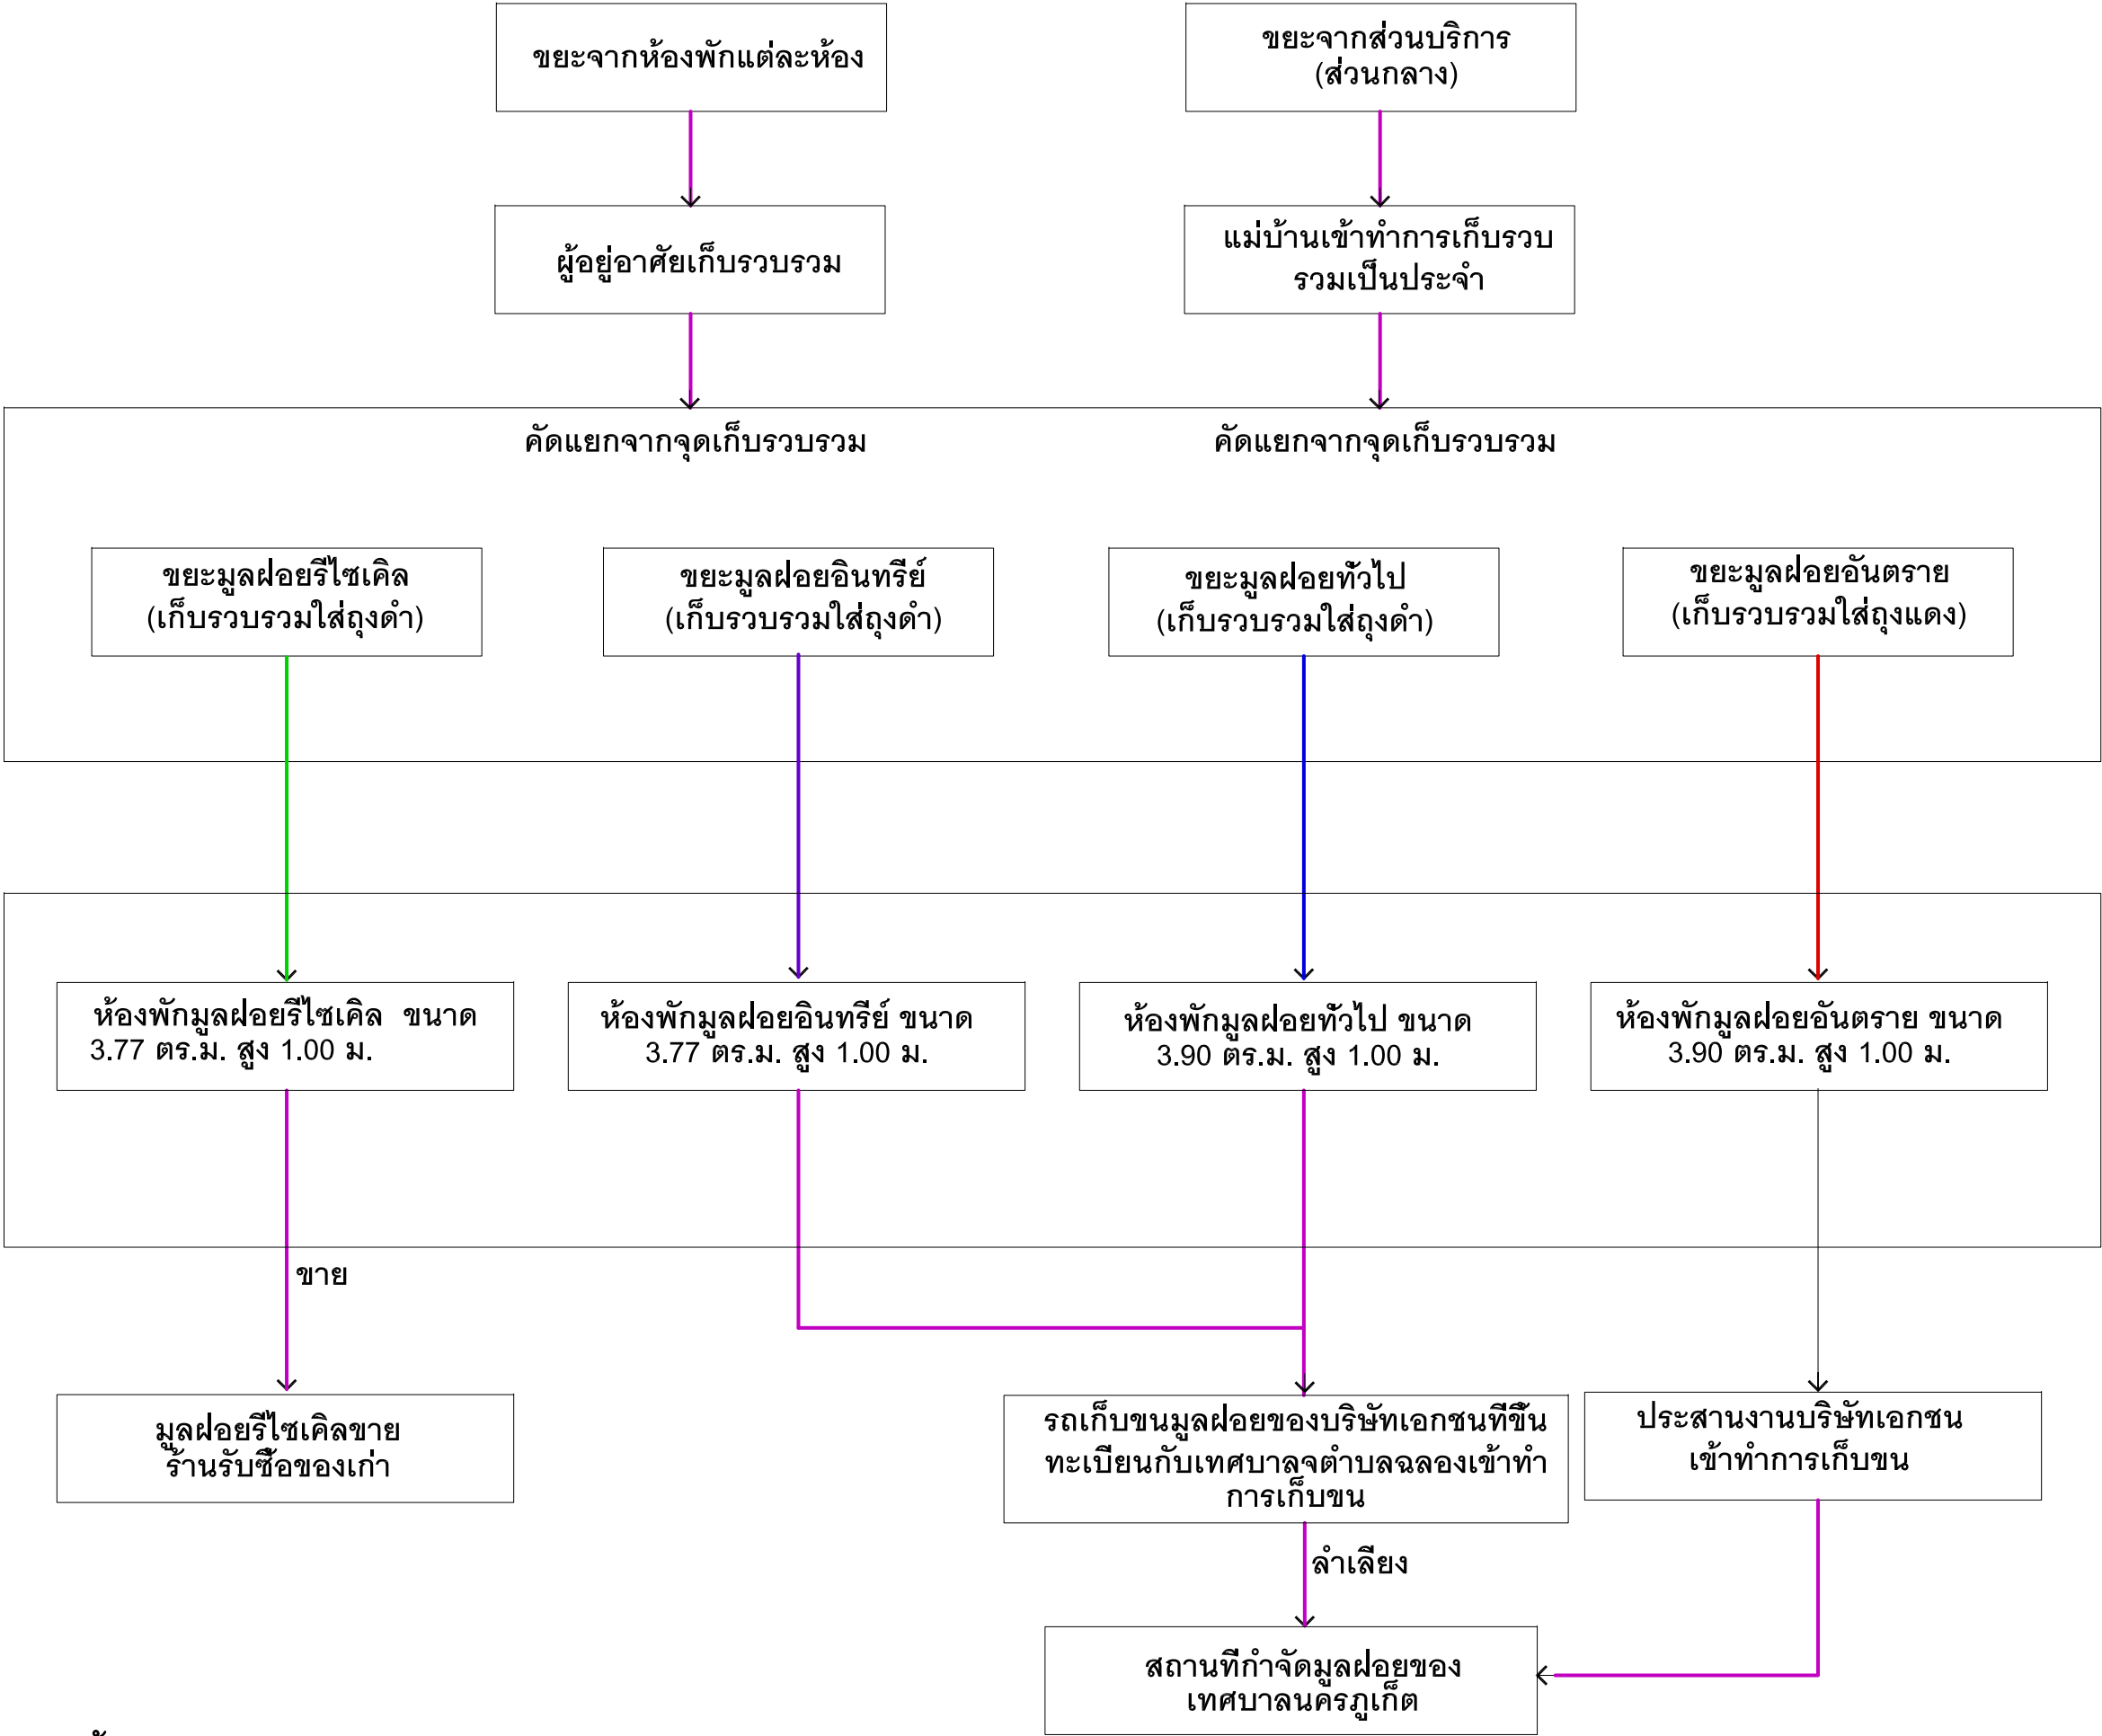 ขยะจากห้องพักแต่ละห้อง
ขยะจากส่วนบริการ
(ส่วนกลาง)
ผู้อยู่อาศัยเก็บรวบรวม
แม่บ้านเข้าทำการเก็บรวบ
รวมเป็นประจำ
คัดแยกจากจุดเก็บรวบรวม
คัดแยกจากจุดเก็บรวบรวม
ขยะมูลฝอยรีไซเคิล
(เก็บรวบรวมใส่ถุงดำ)
ขยะมูลฝอยอินทรีย์
(เก็บรวบรวมใส่ถุงดำ)
ขยะมูลฝอยทั่วไป
(เก็บรวบรวมใส่ถุงดำ)
ขยะมูลฝอยอันตราย
(เก็บรวบรวมใส่ถุงแดง)
ห้องพักมูลฝอยรีไซเคิล ขนาด
3.77 ตร.ม. สูง 1.00 ม.
ห้องพักมูลฝอยอินทรีย์ ขนาด
3.77 ตร.ม. สูง 1.00 ม.
ห้องพักมูลฝอยทั่วไป ขนาด
3.90 ตร.ม. สูง 1.00 ม.
ห้องพักมูลฝอยอันตราย ขนาด
3.90 ตร.ม. สูง 1.00 ม.
ขาย
มูลฝอยรีไซเคิลขาย
ร้านรับซื้อของเก่า
รถเก็บขนมูลฝอยของบริษัทเอกชนที่ขึ้น
ทะเบียนกับเทศบาลจตำบลฉลองเข้าทำ
การเก็บขน
ประสานงานบริษัทเอกชน
เข้าทำการเก็บขน
ลำเลียง
สถานที่กำจัดมูลฝอยของ
เทศบาลนครภูเก็ต